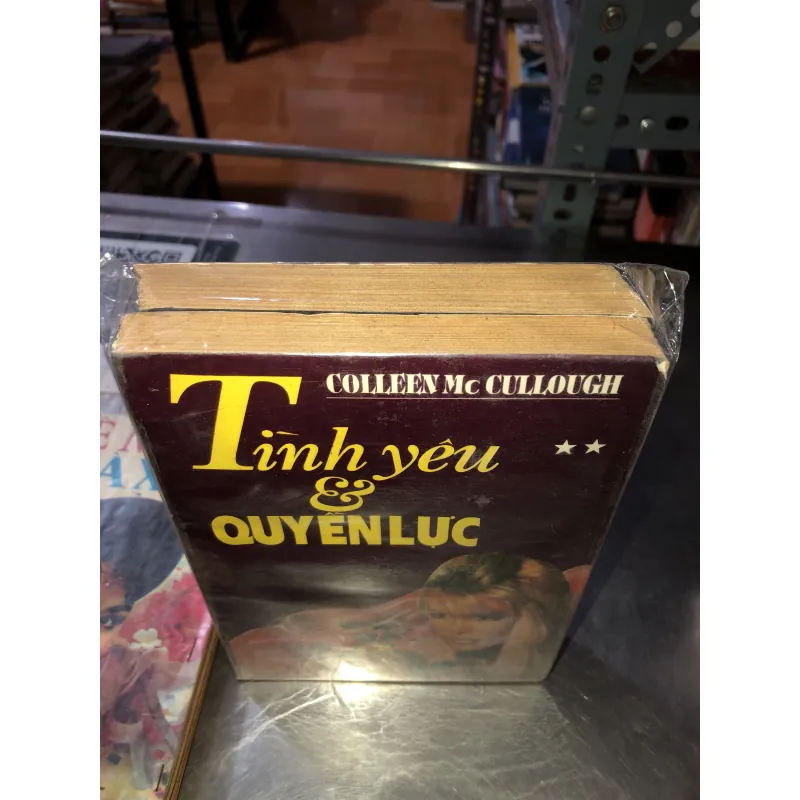 COLLEEN Mc CULLOUGH
Tình yêu
&
QUYỀN LỰC